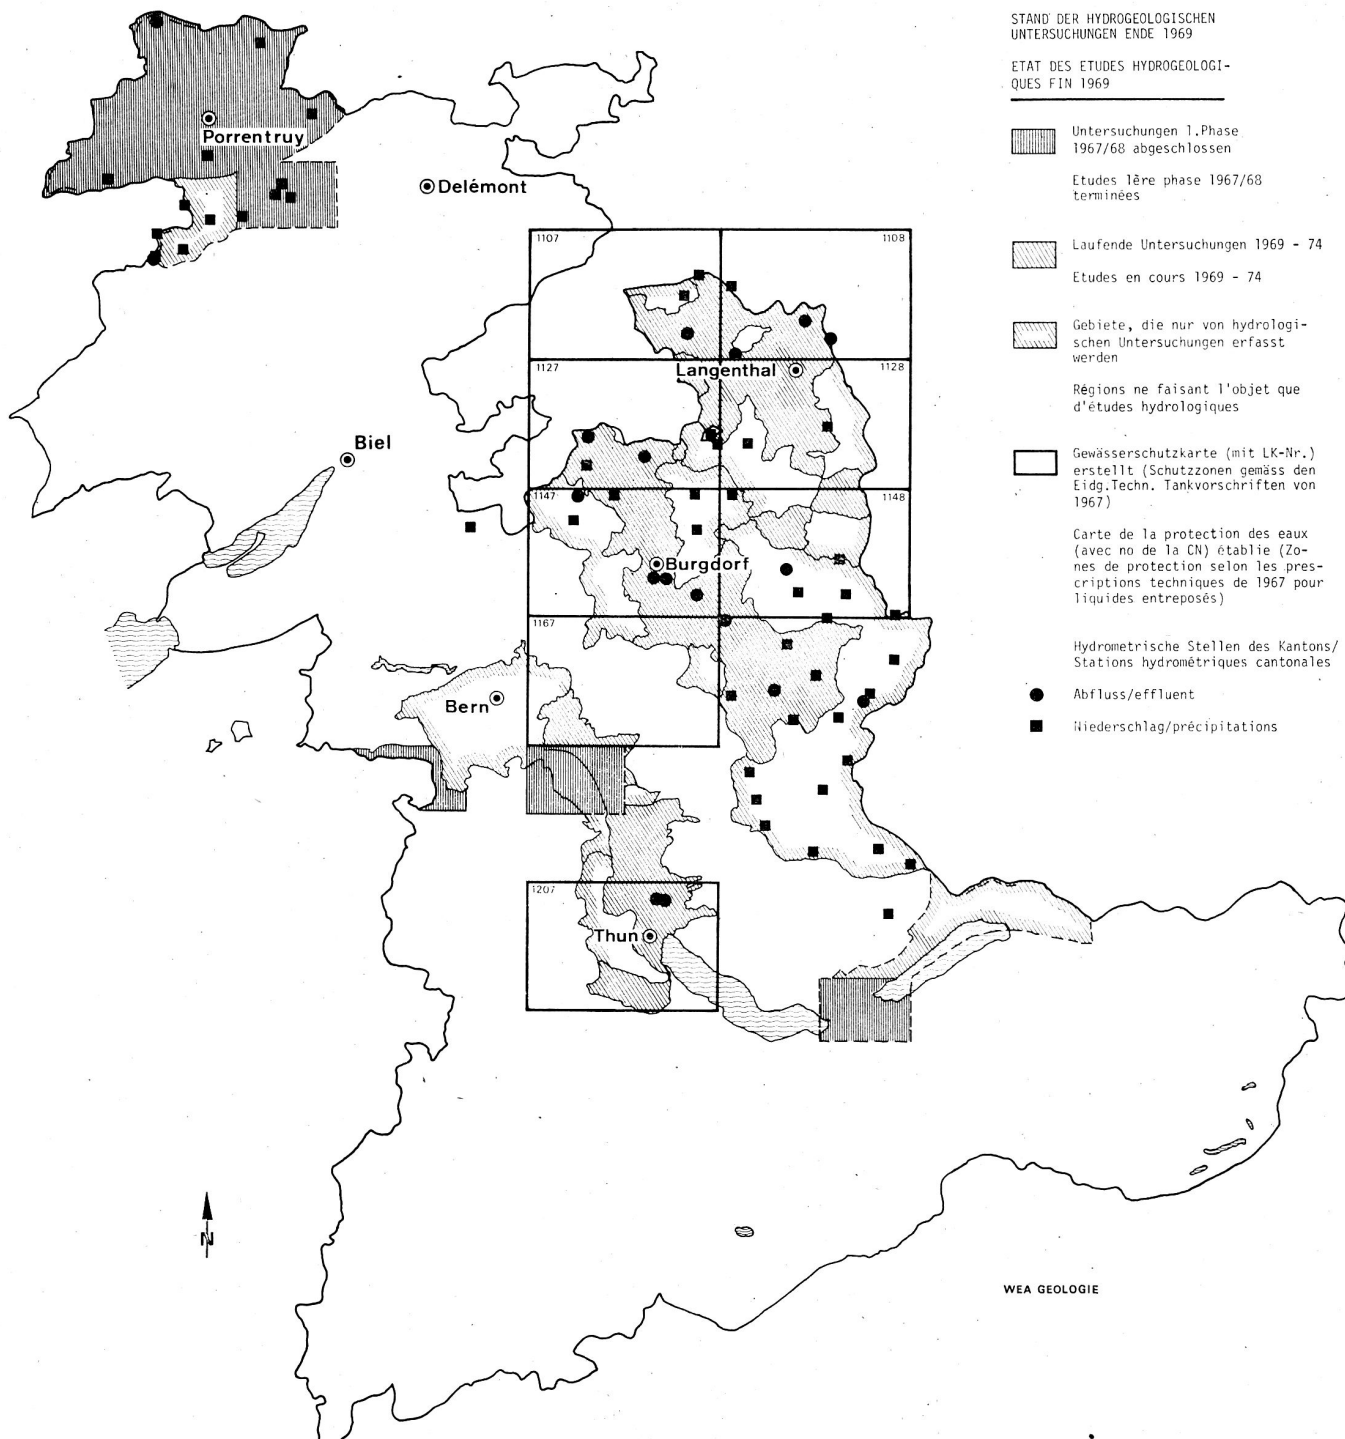 STAND DER HYDROGEOLOGISCHEN
UNTERSUCHUNGEN ENDE 1969
ETAT DES ETUDES HYDROGEOLOGI-
QUES FIN 1969
Untersuchungen 1.Phase
1967/68 abgeschlossen
Etudes 1ère phase 1967/68
terminées
Laufende Untersuchungen 1969 - 74
Etudes en cours 1969 - 74
Gebiete, die nur von hydrologi-
schen Untersuchungen erfasst
werden
Régions ne faisant l'objet que
d'études hydrologiques
Gewässerschutzkarte (mit LK-Nr.)
erstellt (Schutzzonen gemäss den
Eidg.Techn. Tankvorschriften von
1967)
Carte de la protection des eaux
(avec no de la CN) établie (Zo-
nes de protection selon les pres-
criptions techniques de 1967 pour
liquides entreposés)
Hydrometrische Stellen des Kantons/
Stations hydrométriques cantonales
Abfluss/effluent
Niederschlag/précipitations
Porrentruy
Delémont
1107
1108
1127
Langenthal
1128
Biel
1147
1148
Burgdorf
1167
Bern
1207
Thun
N
WEA GEOLOGIE